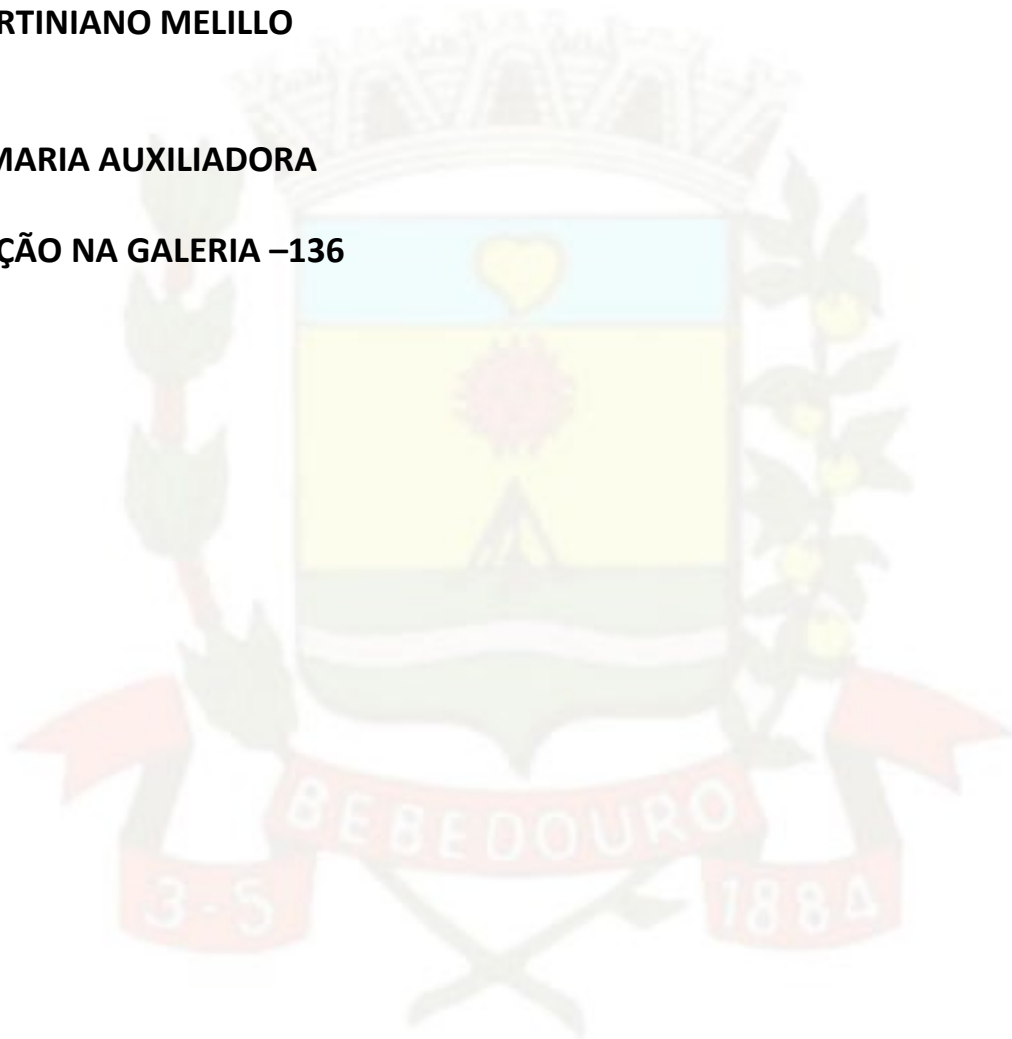 RTINIANO MELILLO
MARIA AUXILIADORA
ÇÃO NA GALERIA –136
BEBEDOURO
3-5
1884